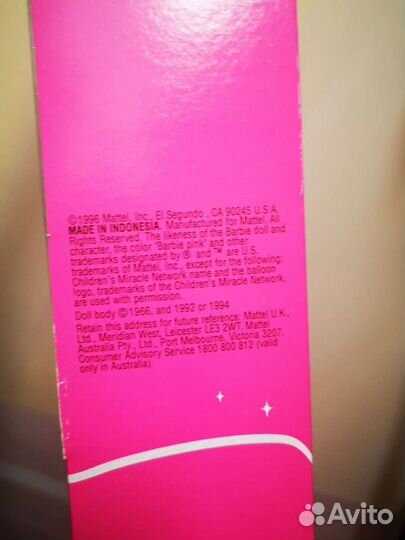 ©1996 Mattel, Inc., El Segundo , CA 90245 U.S.A.
MADE IN INDONESIA. Manufactured for Mattel. All
Rights Reserved. The likeness of the Barbie doll and
character, the color "Barbie pink" and other
trademarks designated by ® and ™ are U.S.
trademarks of Mattel, Inc., except for the following:
Children's Miracle Network name and the balloon
logo, trademarks of the Children's Miracle Network,
are used with permission.
Doll body ©1966, and 1992 or 1994
Retain this address for future reference: Mattel U.K.,
Ltd., Meridian West, Leicester LE3 2WT. Mattel
Australia Pty., Ltd., Port Melbourne, Victoria 3207.
Consumer Advisory Service 1800 800 812 (valid
only in Australia).
Avito